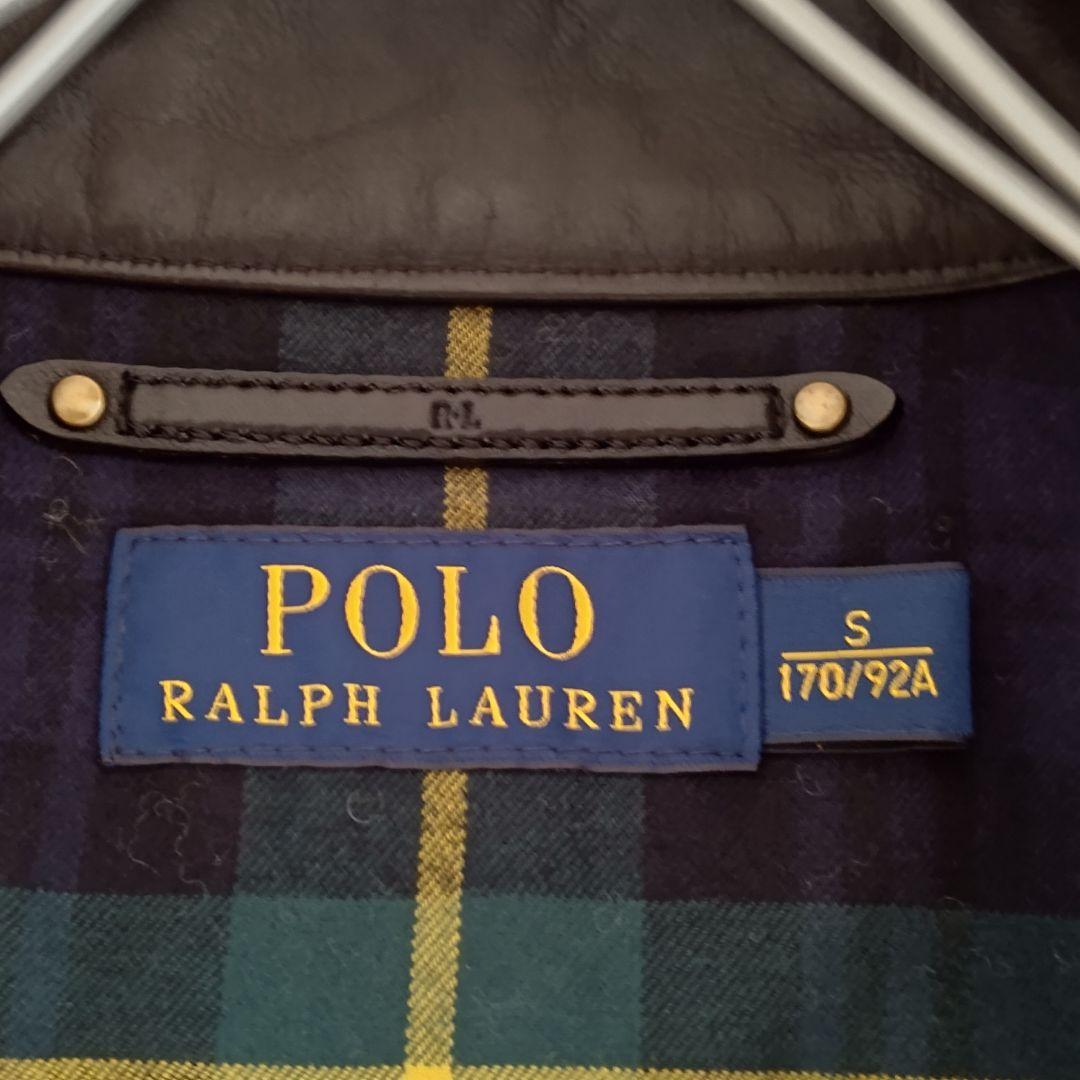 R·L
POLO
RALPH LAUREN
S
170/92A